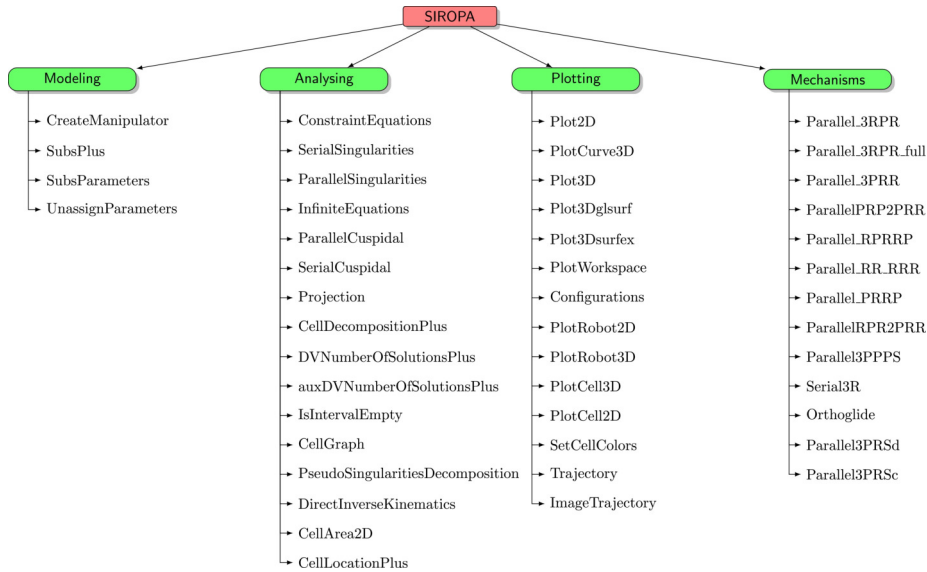 SIROPA
Modeling
CreateManipulator
SubsPlus
SubsParameters
UnassignParameters
Analysing
ConstraintEquations
SerialSingularities
ParallelSingularities
InfiniteEquations
ParallelCuspidal
SerialCuspidal
Projection
CellDecompositionPlus
DVNumberOfSolutionsPlus
auxDVNumberOfSolutionsPlus
IsIntervalEmpty
CellGraph
PseudoSingularitiesDecomposition
DirectInverseKinematics
CellArea2D
CellLocationPlus
Plotting
Plot2D
PlotCurve3D
Plot3D
Plot3Dglsurf
Plot3Dsurfex
PlotWorkspace
Configurations
PlotRobot2D
PlotRobot3D
PlotCell3D
PlotCell2D
SetCellColors
Trajectory
ImageTrajectory
Mechanisms
Parallel_3RPR
Parallel_3RPR_full
Parallel_3PRR
ParallelPRP2PRR
Parallel_RPRRP
Parallel_RR_RRR
Parallel_PRRP
ParallelRPR2PRR
Parallel3PPPS
Serial3R
Orthoglide
Parallel3PRSd
Parallel3PRSc